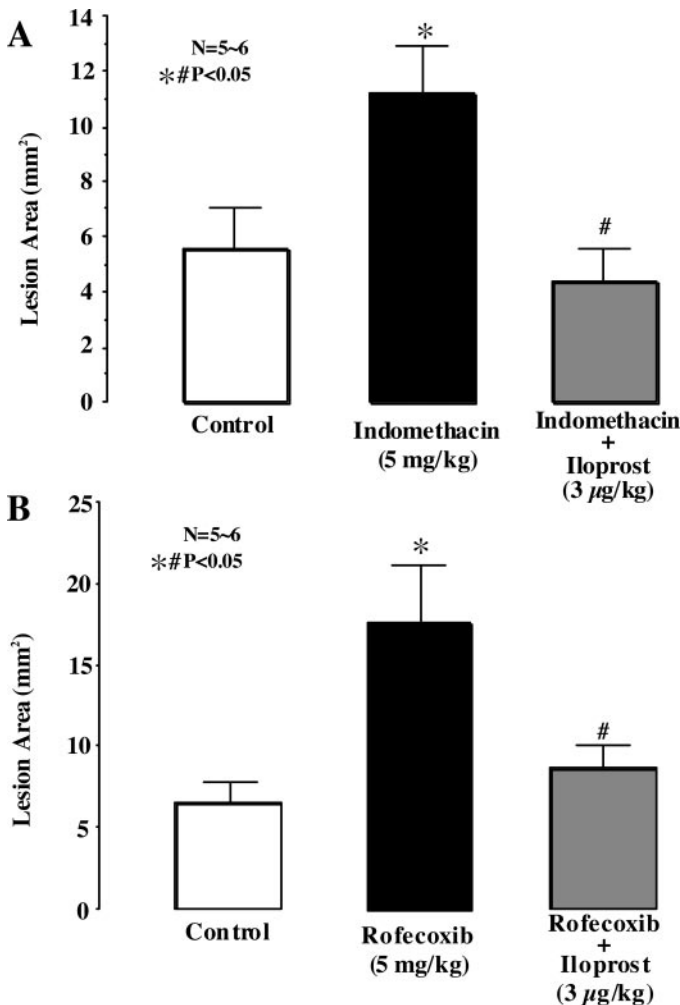 A
N=5~6
*#P<0.05
Lesion Area (mm²)
14
12
10
8
6
4
2
0
*
#
Control
Indomethacin
(5 mg/kg)
Indomethacin
+
Iloprost
(3 μg/kg)
B
N=5~6
*#P<0.05
Lesion Area (mm²)
25
20
15
10
5
0
*
#
Control
Rofecoxib
(5 mg/kg)
Rofecoxib
+
Iloprost
(3 μg/kg)